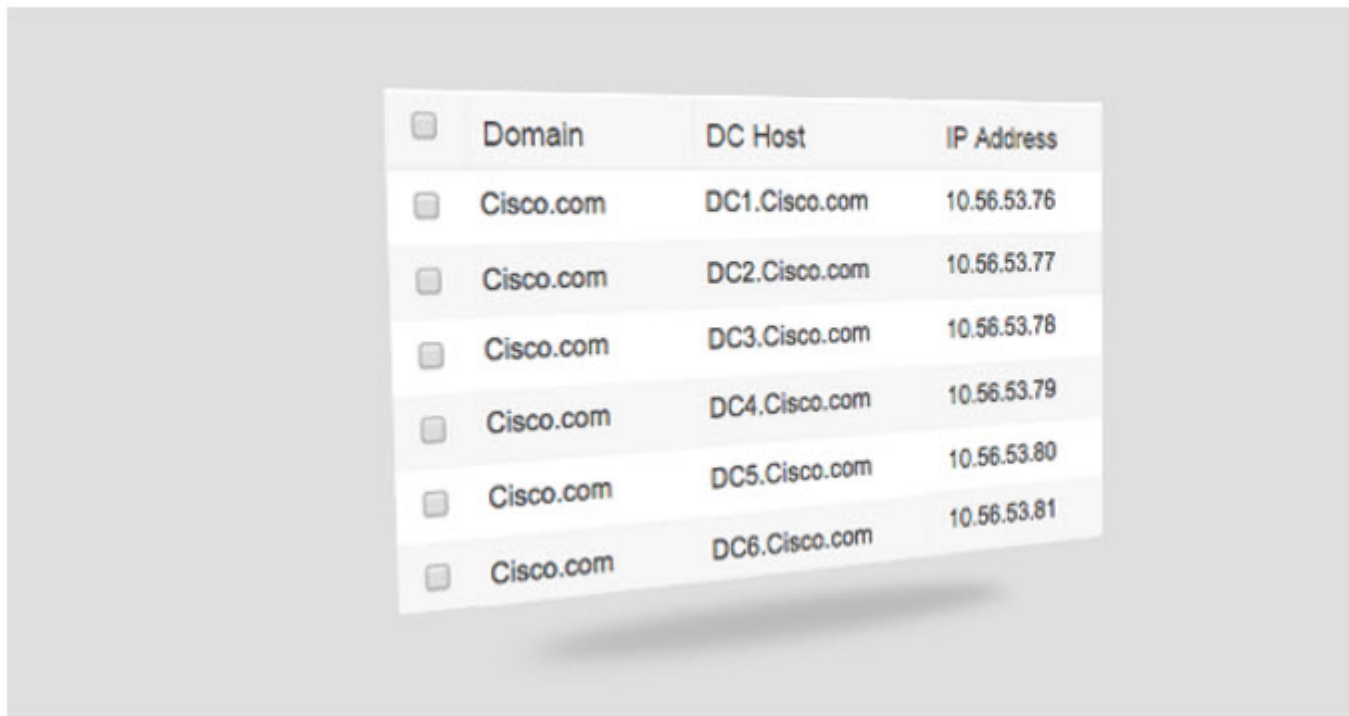 Domain DC Host IP Address
Cisco.com DC1.Cisco.com 10.56.53.76
Cisco.com DC2.Cisco.com 10.56.53.77
Cisco.com DC3.Cisco.com 10.56.53.78
Cisco.com DC4.Cisco.com 10.56.53.79
Cisco.com DC5.Cisco.com 10.56.53.80
Cisco.com DC6.Cisco.com 10.56.53.81